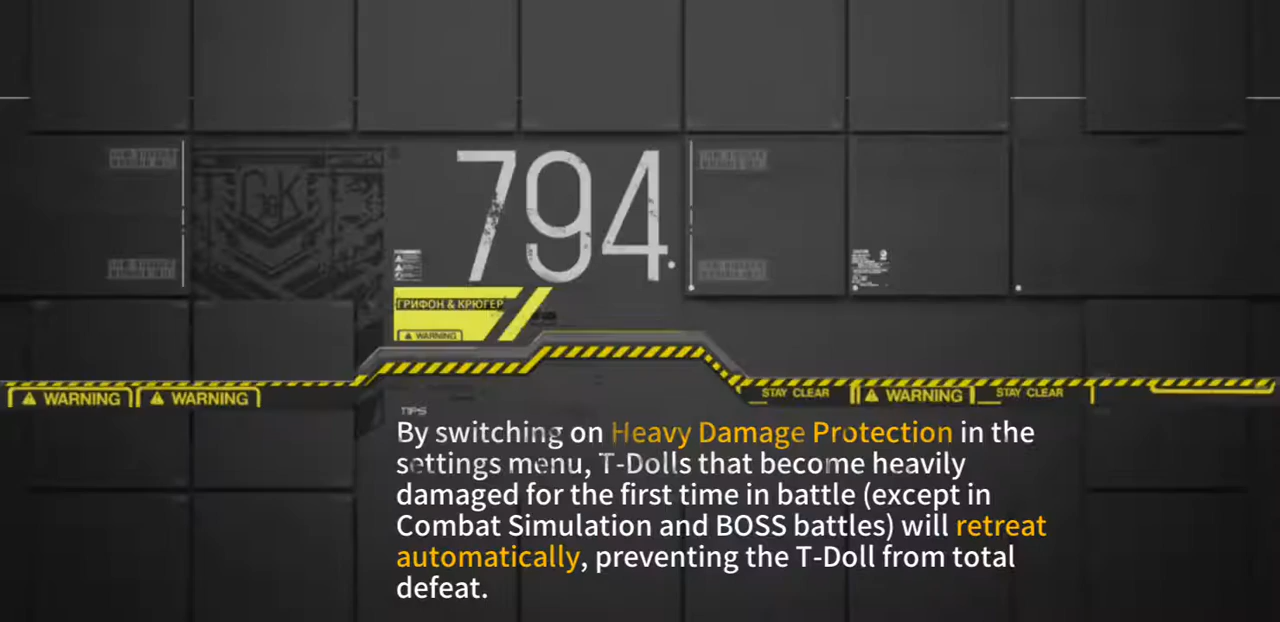 G&K
794.
ГРИФОН & КРЮГЕР
WARNING
WARNING
WARNING
STAY CLEAR
WARNING
STAY CLEAR
TIPS
By switching on Heavy Damage Protection in the
settings menu, T-Dolls that become heavily
damaged for the first time in battle (except in
Combat Simulation and BOSS battles) will retreat
automatically, preventing the T-Doll from total
defeat.